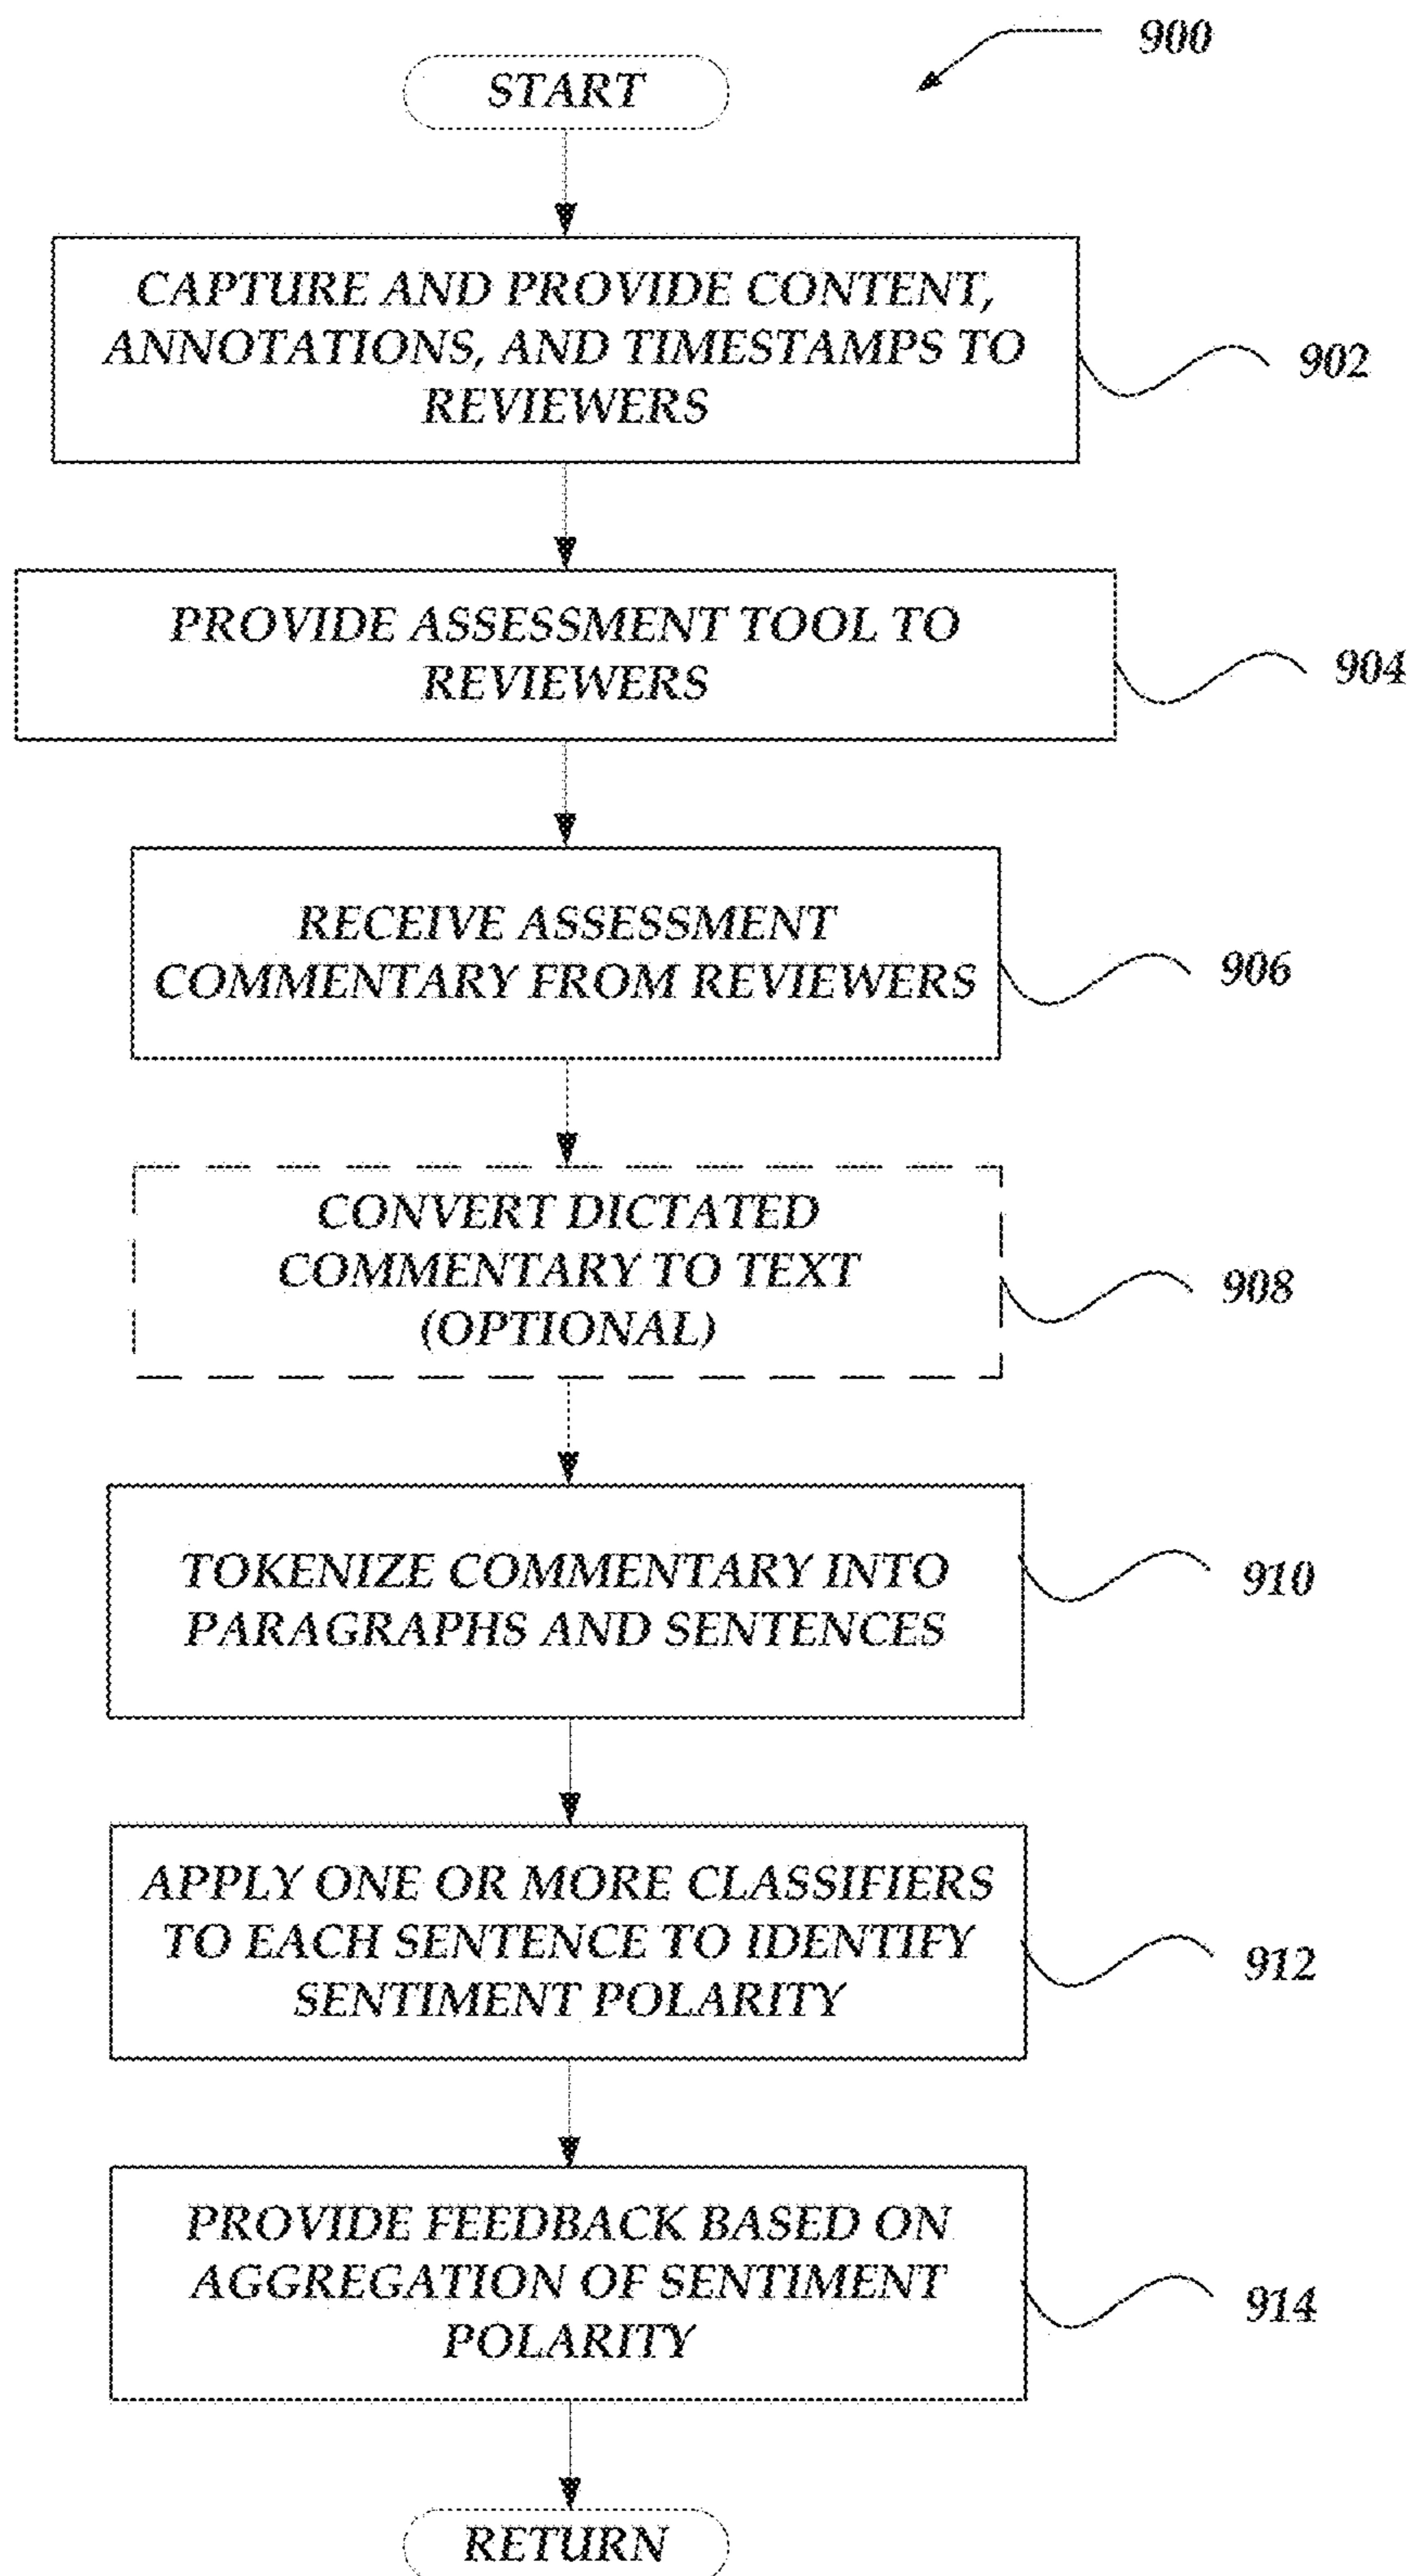 900
START
CAPTURE AND PROVIDE CONTENT,
ANNOTATIONS, AND TIMESTAMPS TO
REVIEWERS
902
PROVIDE ASSESSMENT TOOL TO
REVIEWERS
904
RECEIVE ASSESSMENT
COMMENTARY FROM REVIEWERS
906
CONVERT DICTATED
COMMENTARY TO TEXT
(OPTIONAL)
908
TOKENIZE COMMENTARY INTO
PARAGRAPHS AND SENTENCES
910
APPLY ONE OR MORE CLASSIFIERS
TO EACH SENTENCE TO IDENTIFY
SENTIMENT POLARITY
912
PROVIDE FEEDBACK BASED ON
AGGREGATION OF SENTIMENT
POLARITY
914
RETURN